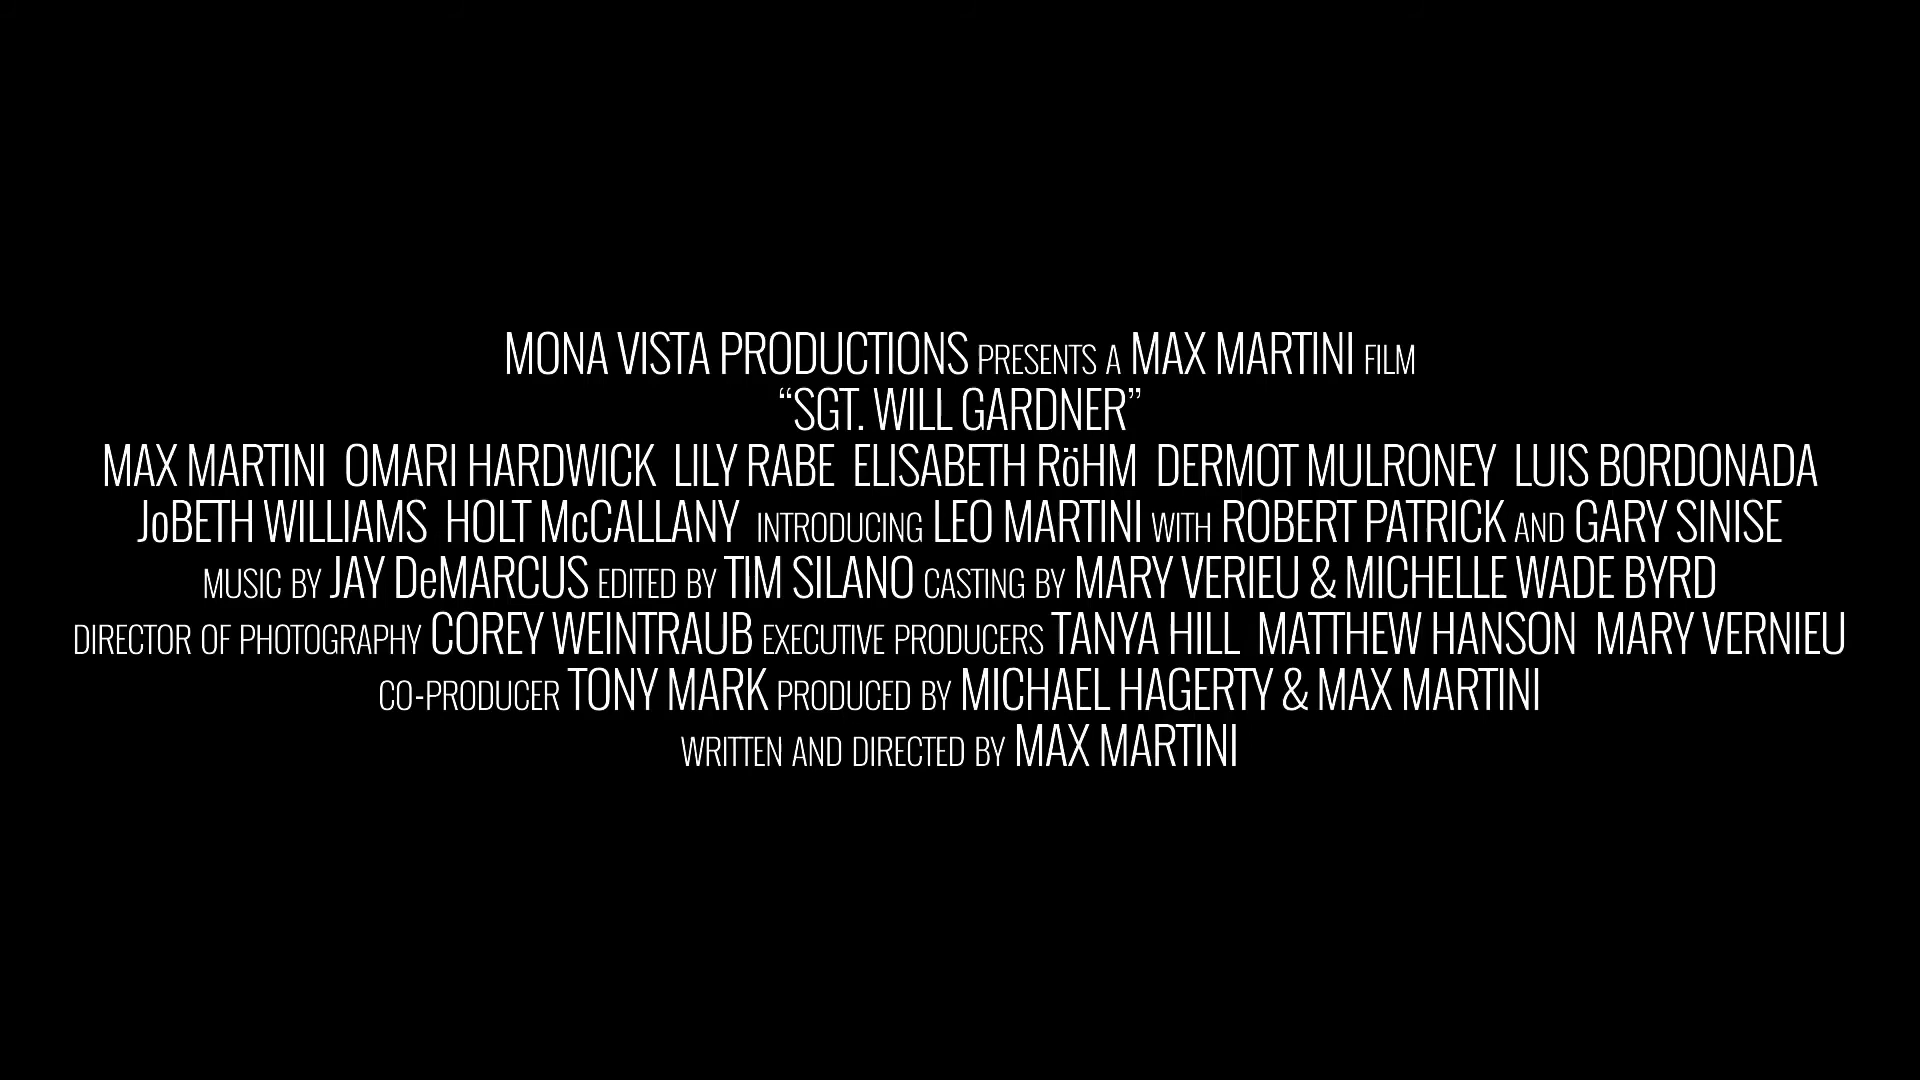 MONA VISTA PRODUCTIONS PRESENTS A MAX MARTINI FILM
“SGT. WILL GARDNER”
MAX MARTINI OMARI HARDWICK LILY RABE ELISABETH RöHM DERMOT MULRONEY LUIS BORDONADA
JoBETH WILLIAMS HOLT McCALLANY INTRODUCING LEO MARTINI WITH ROBERT PATRICK AND GARY SINISE
MUSIC BY JAY DeMARCUS EDITED BY TIM SILANO CASTING BY MARY VERIEU & MICHELLE WADE BYRD
DIRECTOR OF PHOTOGRAPHY COREY WEINTRAUB EXECUTIVE PRODUCERS TANYA HILL MATTHEW HANSON MARY VERNIEU
CO-PRODUCER TONY MARK PRODUCED BY MICHAEL HAGERTY & MAX MARTINI
WRITTEN AND DIRECTED BY MAX MARTINI